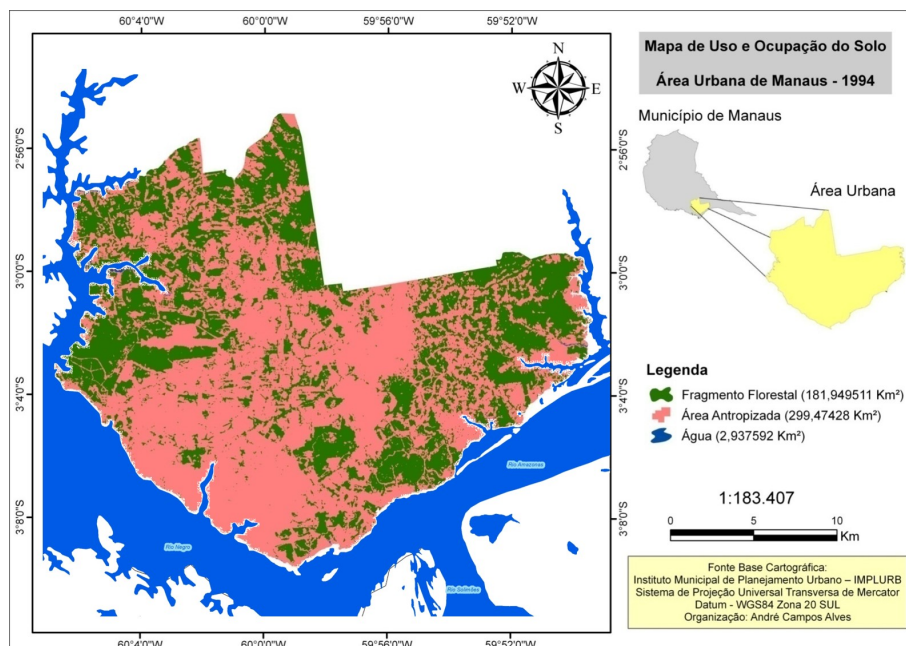 60°4'0"W
60°0'0"W
59°56'0"W
59°52'0"W
N
W
E
S
2°56'0"S
3°0'0"S
3°4'0"S
3°8'0"S
Rio Negro
Rio Amazonas
Rio Solimões
60°4'0"W
60°0'0"W
59°56'0"W
59°52'0"W
2°56'0"S
3°0'0"S
3°4'0"S
3°8'0"S
Mapa de Uso e Ocupação do Solo
Área Urbana de Manaus - 1994
Município de Manaus
Área Urbana
Legenda
Fragmento Florestal (181,949511 Km²)
Área Antropizada (299,47428 Km²)
Água (2,937592 Km²)
1:183.407
0 5 10
Km
Fonte Base Cartográfica:
Instituto Municipal de Planejamento Urbano – IMPLURB
Sistema de Projeção Universal Transversa de Mercator
Datum - WGS84 Zona 20 SUL
Organização: André Campos Alves